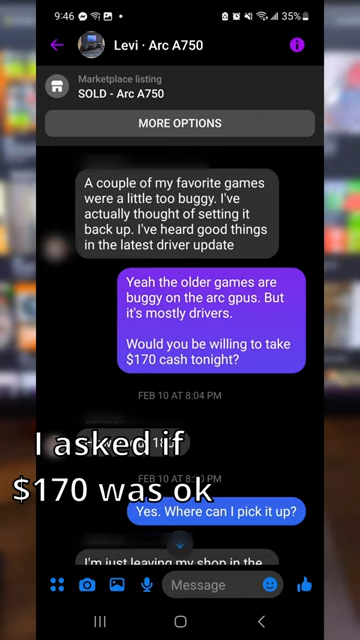 9:46
35%
Levi · Arc A750
Marketplace listing
SOLD - Arc A750
MORE OPTIONS
A couple of my favorite games
were a little too buggy. I've
actually thought of setting it
back up. I've heard good things
in the latest driver update
Yeah the older games are
buggy on the arc gpus. But
it's mostly drivers.
Would you be willing to take
$170 cash tonight?
FEB 10 AT 8:04 PM
I asked if
$170 was ok
FEB 10 AT PM
Yes. Where can I pick it up?
I'm just leaving my shop in the
Message